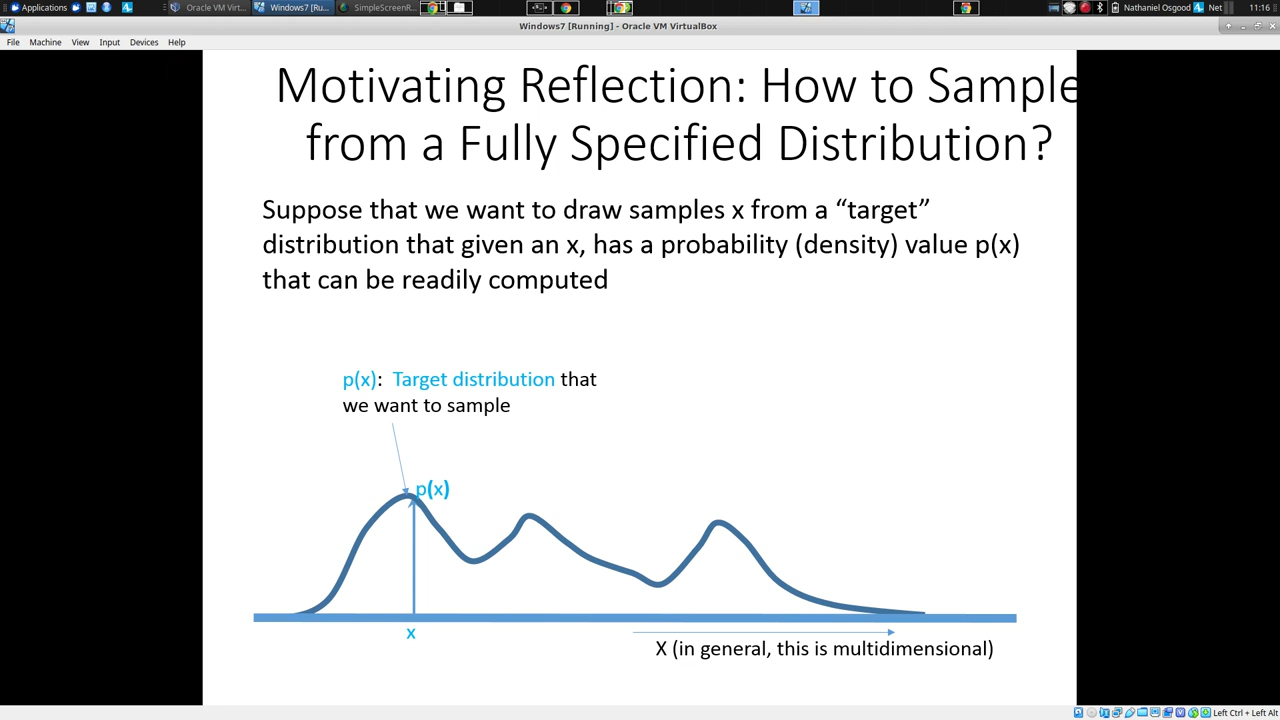 Applications
Oracle VM Virt...
Windows7 [Ru...
SimpleScreenR...
Nathaniel Osgood
Net
11:16
Windows7 [Running] - Oracle VM VirtualBox
File Machine View Input Devices Help
Motivating Reflection: How to Sample
from a Fully Specified Distribution?
Suppose that we want to draw samples x from a “target”
distribution that given an x, has a probability (density) value p(x)
that can be readily computed
p(x): Target distribution that
we want to sample
p(x)
x
X (in general, this is multidimensional)
Left Ctrl + Left Alt